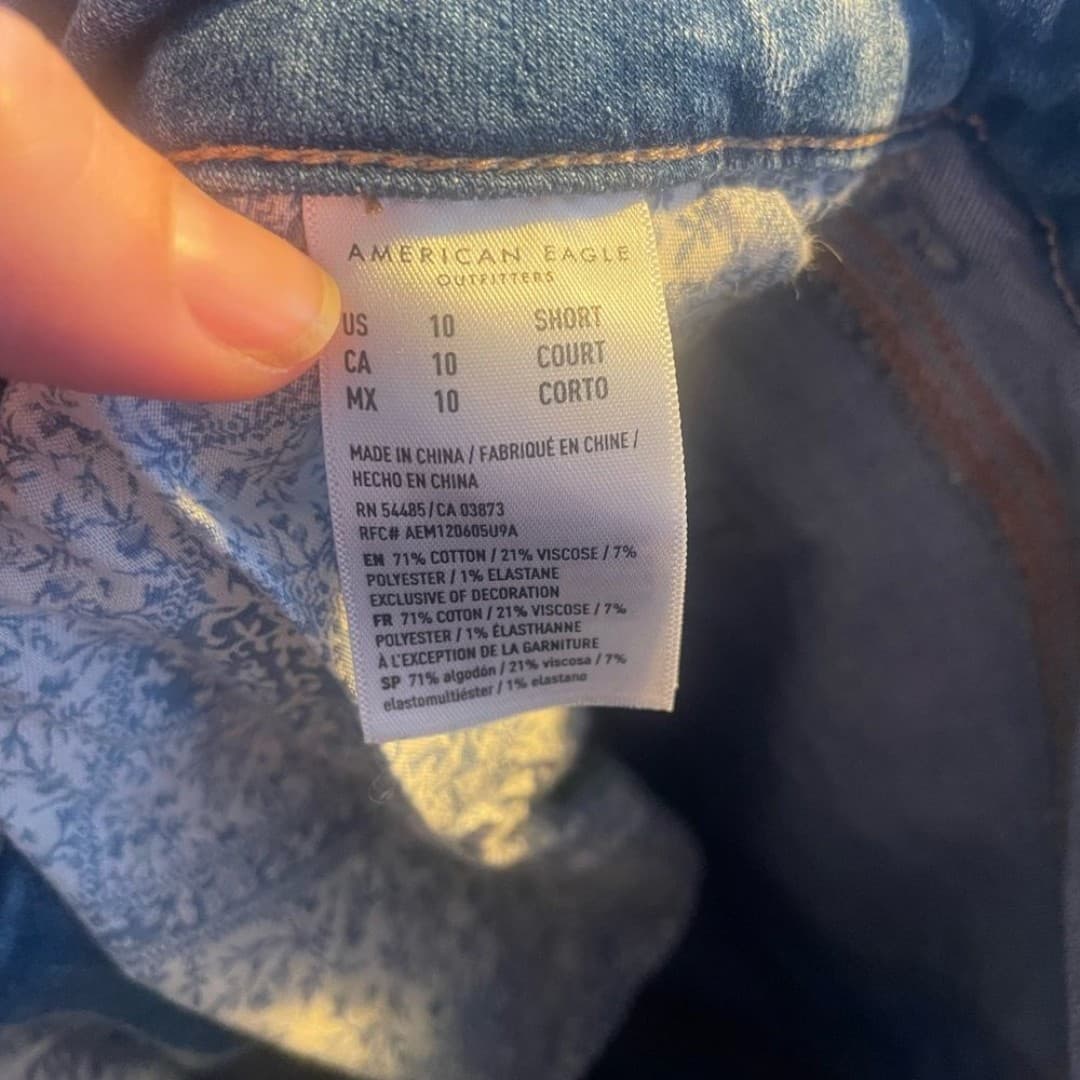 AMERICAN EAGLE
OUTFITTERS
US 10 SHORT
CA 10 COURT
MX 10 CORTO
MADE IN CHINA / FABRIQUÉ EN CHINE /
HECHO EN CHINA
RN 54485 / CA 03873
RFC# AEM120605U9A
EN 71% COTTON / 21% VISCOSE / 7%
POLYESTER / 1% ELASTANE
EXCLUSIVE OF DECORATION
FR 71% COTON / 21% VISCOSE / 7%
POLYESTER / 1% ÉLASTHANNE
À L'EXCEPTION DE LA GARNITURE
SP 71% algodón / 21% viscosa / 7%
elastomultiéster / 1% elastano